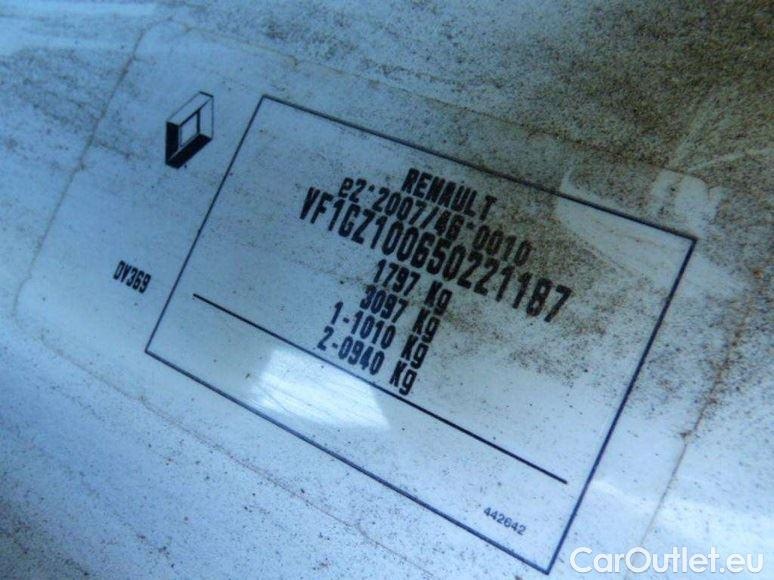 RENAULT
e2*2007/46*0010
VF1CZ100650221187
1797 Kg
3097 Kg
1-1010 Kg
2-0940 Kg
DV369
442642
CarOutlet.eu